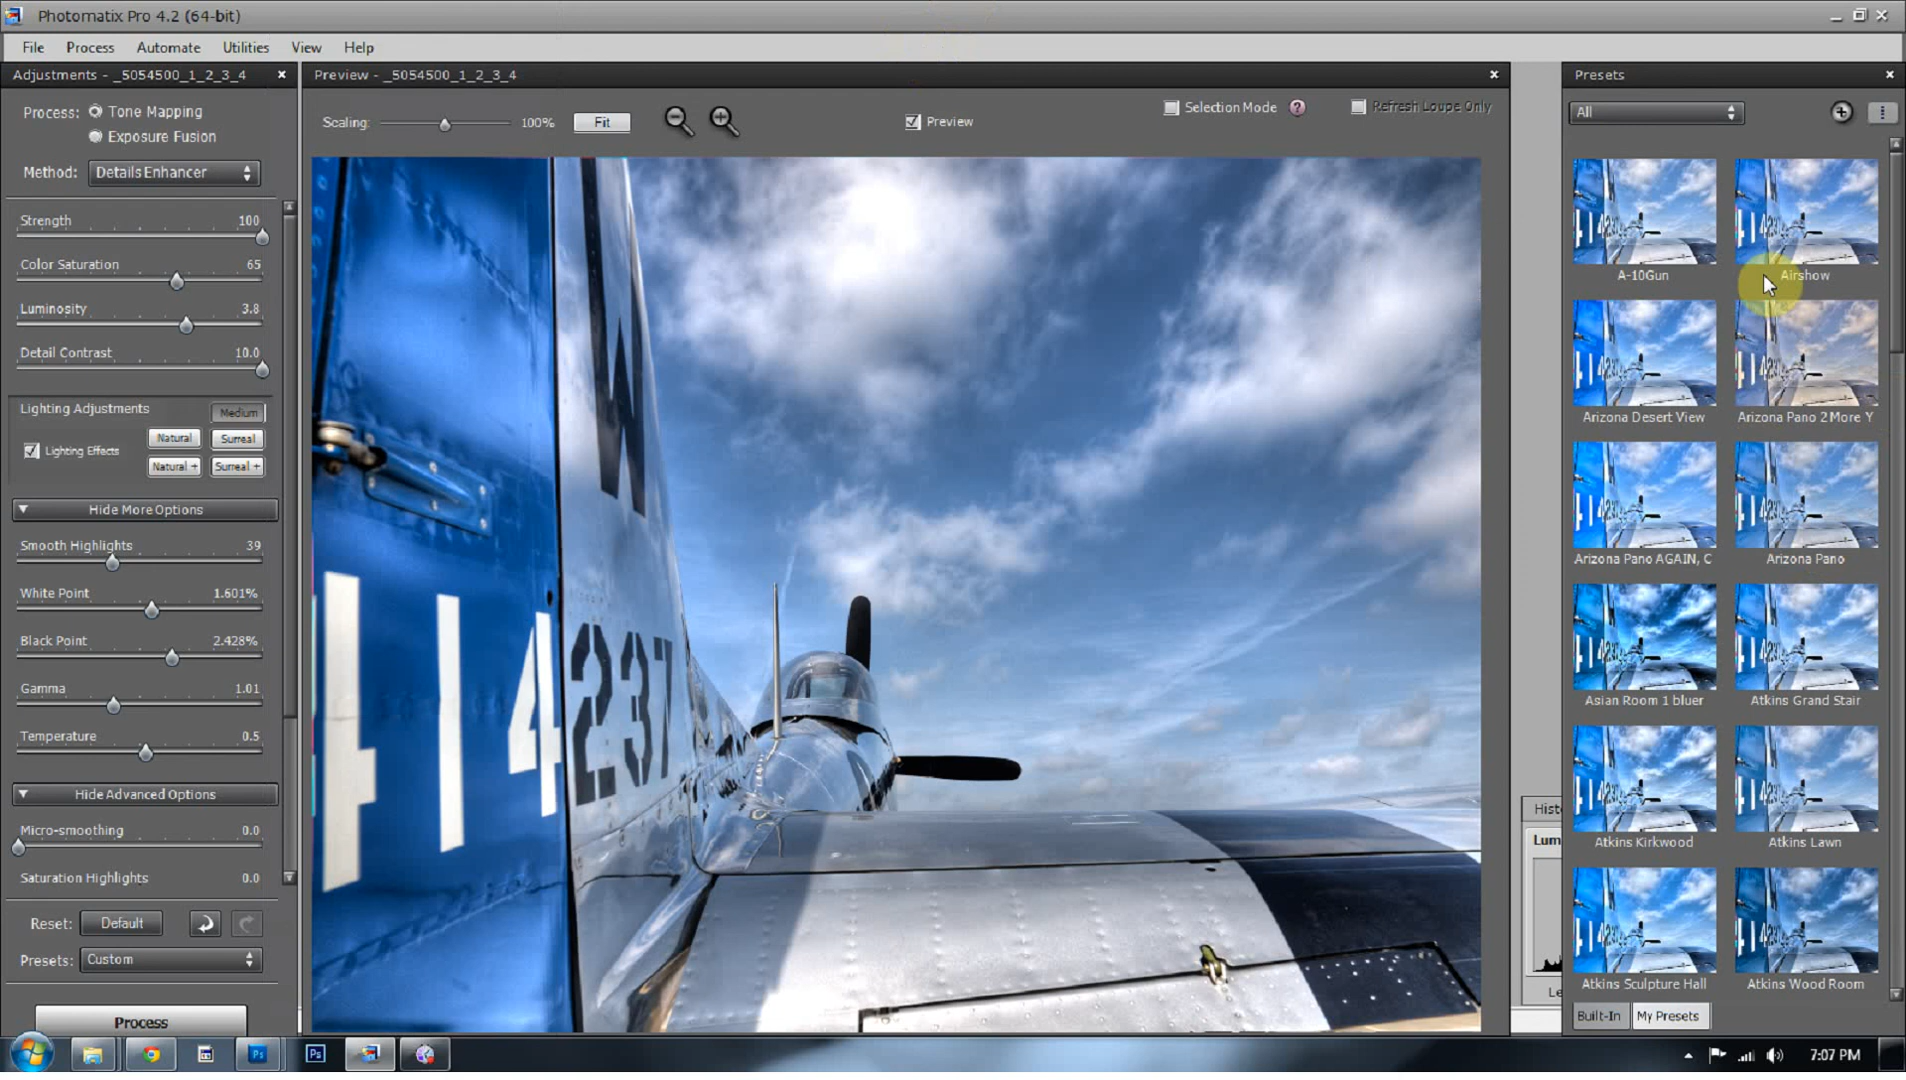 Photomatix Pro 4.2 (64-bit)
File Process Automate Utilities View Help
Adjustments - _5054500_1_2_3_4
Process: Tone Mapping
Exposure Fusion
Method: Details Enhancer
Strength 100
Color Saturation 65
Luminosity 3.8
Detail Contrast 10.0
Lighting Adjustments Medium
Lighting Effects Natural Surreal
Natural + Surreal +
Hide More Options
Smooth Highlights 39
White Point 1.601%
Black Point 2.428%
Gamma 1.01
Temperature 0.5
Hide Advanced Options
Micro-smoothing 0.0
Saturation Highlights 0.0
Reset: Default
Presets: Custom
Process
Preview - _5054500_1_2_3_4
Scaling: 100% Fit Preview Selection Mode ? Refresh Loupe Only
W
414
237
Presets
All
A-10Gun Airshow
Arizona Desert View Arizona Pano 2 More Y
Arizona Pano AGAIN, C Arizona Pano
Asian Room 1 bluer Atkins Grand Stair
Atkins Kirkwood Atkins Lawn
Atkins Sculpture Hall Atkins Wood Room
Built-In My Presets
Histo
Lum
Le
Ps Ps
7:07 PM